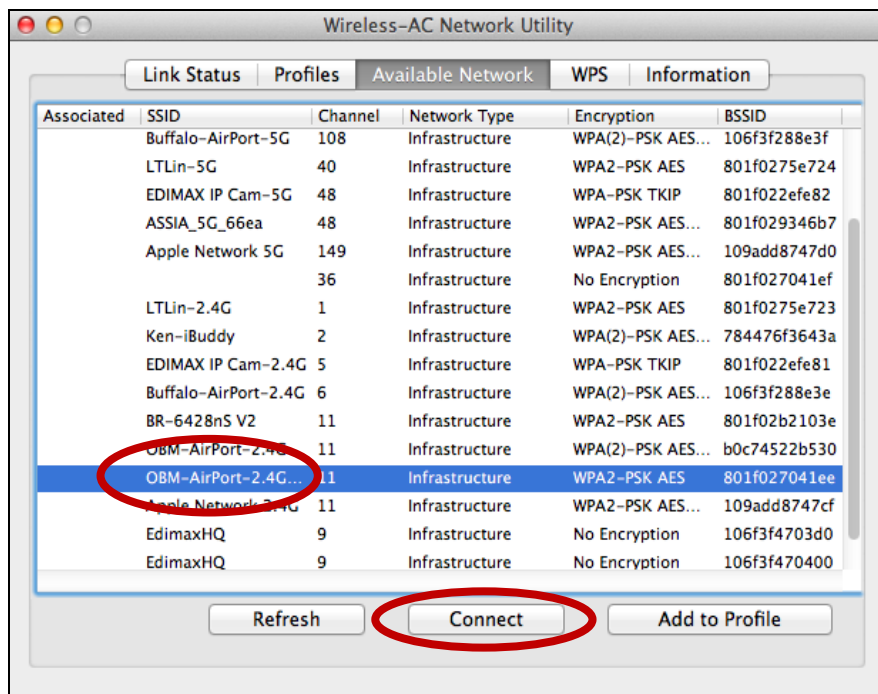 Wireless-AC Network Utility
Link Status Profiles Available Network WPS Information
Associated SSID Channel Network Type Encryption BSSID
Buffalo-AirPort-5G 108 Infrastructure WPA(2)-PSK AES... 106f3f288e3f
LTLin-5G 40 Infrastructure WPA2-PSK AES 801f0275e724
EDIMAX IP Cam-5G 48 Infrastructure WPA-PSK TKIP 801f022efe82
ASSIA_5G_66ea 48 Infrastructure WPA2-PSK AES... 801f029346b7
Apple Network 5G 149 Infrastructure WPA2-PSK AES... 109add8747d0
36 Infrastructure No Encryption 801f027041ef
LTLin-2.4G 1 Infrastructure WPA2-PSK AES 801f0275e723
Ken-iBuddy 2 Infrastructure WPA(2)-PSK AES... 784476f3643a
EDIMAX IP Cam-2.4G 5 Infrastructure WPA-PSK TKIP 801f022efe81
Buffalo-AirPort-2.4G 6 Infrastructure WPA(2)-PSK AES... 106f3f288e3e
BR-6428nS V2 11 Infrastructure WPA2-PSK AES 801f02b2103e
OBM-AirPort-2.4G 11 Infrastructure WPA(2)-PSK AES... b0c74522b530
OBM-AirPort-2.4G... 11 Infrastructure WPA2-PSK AES 801f027041ee
Apple Network 2.4G 11 Infrastructure WPA2-PSK AES... 109add8747cf
EdimaxHQ 9 Infrastructure No Encryption 106f3f4703d0
EdimaxHQ 9 Infrastructure No Encryption 106f3f470400
Refresh Connect Add to Profile